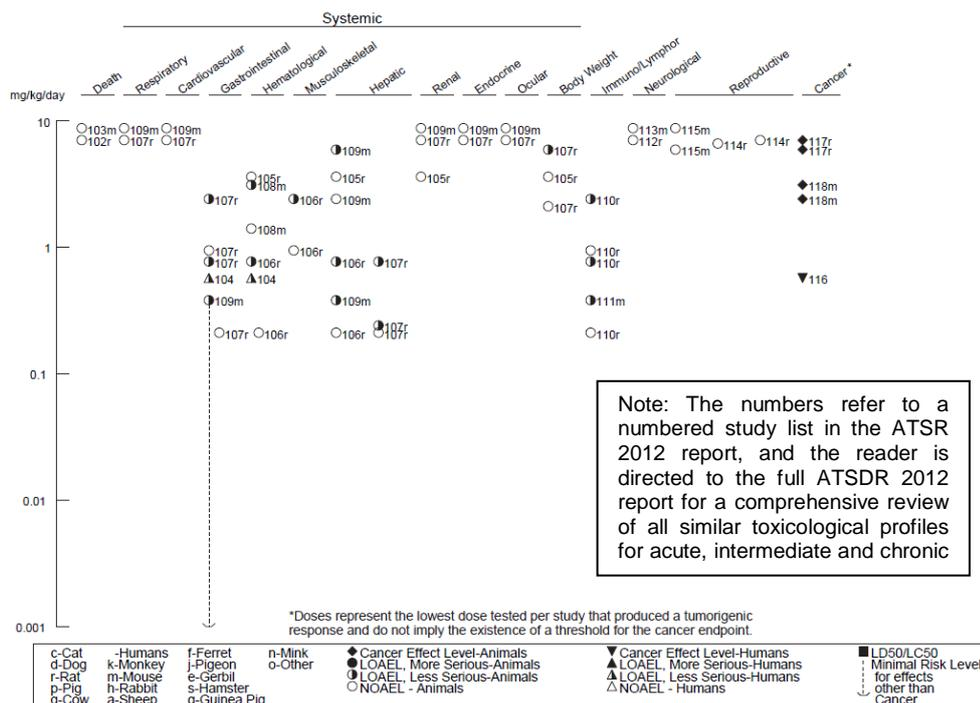 Systemic
Death Respiratory Cardiovascular Gastrointestinal Hematological Musculoskeletal Hepatic Renal Endocrine Ocular Body Weight Immuno/Lymphor Neurological Reproductive Cancer *
mg/kg/day
10
103m 109m 109m 109m 109m 109m 113m 115m
102r 107r 107r 107r 107r 107r 112r 114r 117r
109m 107r 115m 114r 117r
105r 105r 105r 105r
108m 118m
107r 106r 109m 107r 110r 118m
108m
1
107r 106r 110r
107r 106r 106r 107r 110r
104 104 116
109m 109m 111m
107r
107r 106r 106r 107r 110r
0.1
0.01
0.001
Note: The numbers refer to a
numbered study list in the ATSR
2012 report, and the reader is
directed to the full ATSDR 2012
report for a comprehensive review
of all similar toxicological profiles
for acute, intermediate and chronic
*Doses represent the lowest dose tested per study that produced a tumorigenic
response and do not imply the existence of a threshold for the cancer endpoint.
c-Cat -Humans f-Ferret n-Mink Cancer Effect Level-Animals Cancer Effect Level-Humans LD50/LC50
d-Dog k-Monkey j-Pigeon o-Other LOAEL, More Serious-Animals LOAEL, More Serious-Humans Minimal Risk Level
r-Rat m-Mouse e-Gerbil LOAEL, Less Serious-Animals LOAEL, Less Serious-Humans for effects
p-Pig h-Rabbit s-Hamster NOAEL - Animals NOAEL - Humans other than
q-Cow a-Sheep g-Guinea Pig Cancer